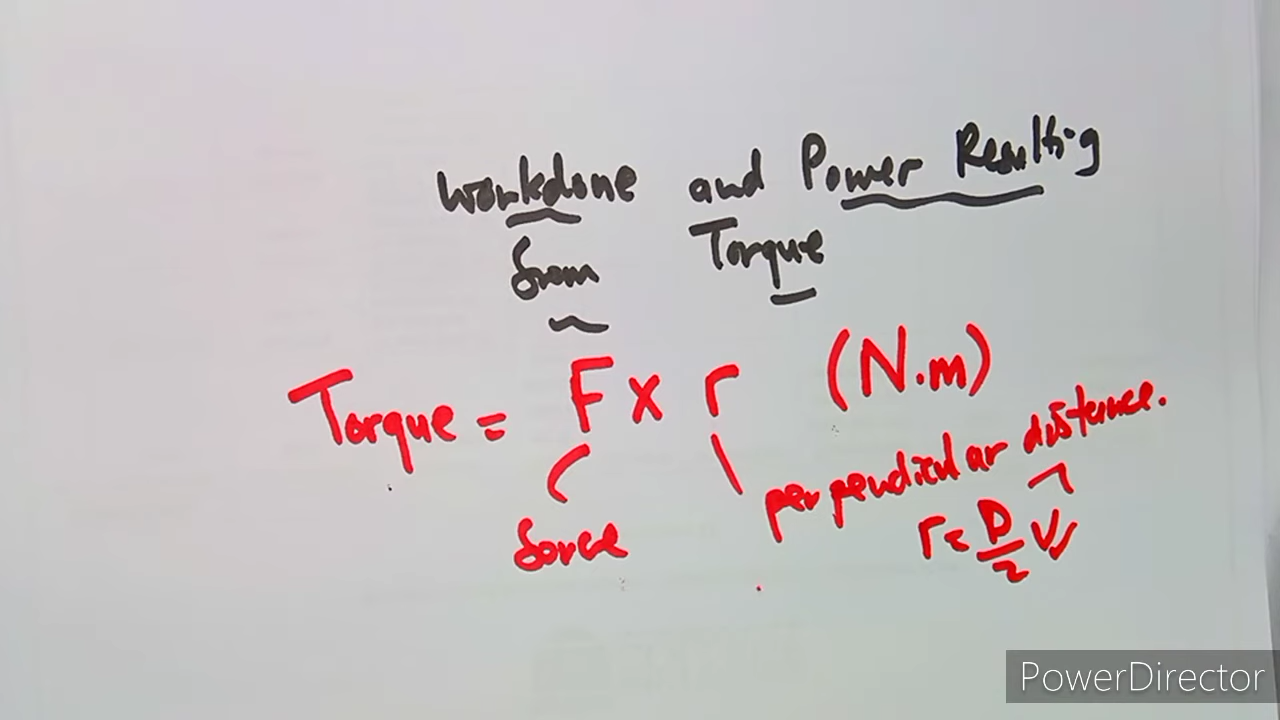 Workdone and Power Resulting
from Torque
Torque = F x r (N.m)
force
perpendicular distance.
r = D/2
PowerDirector